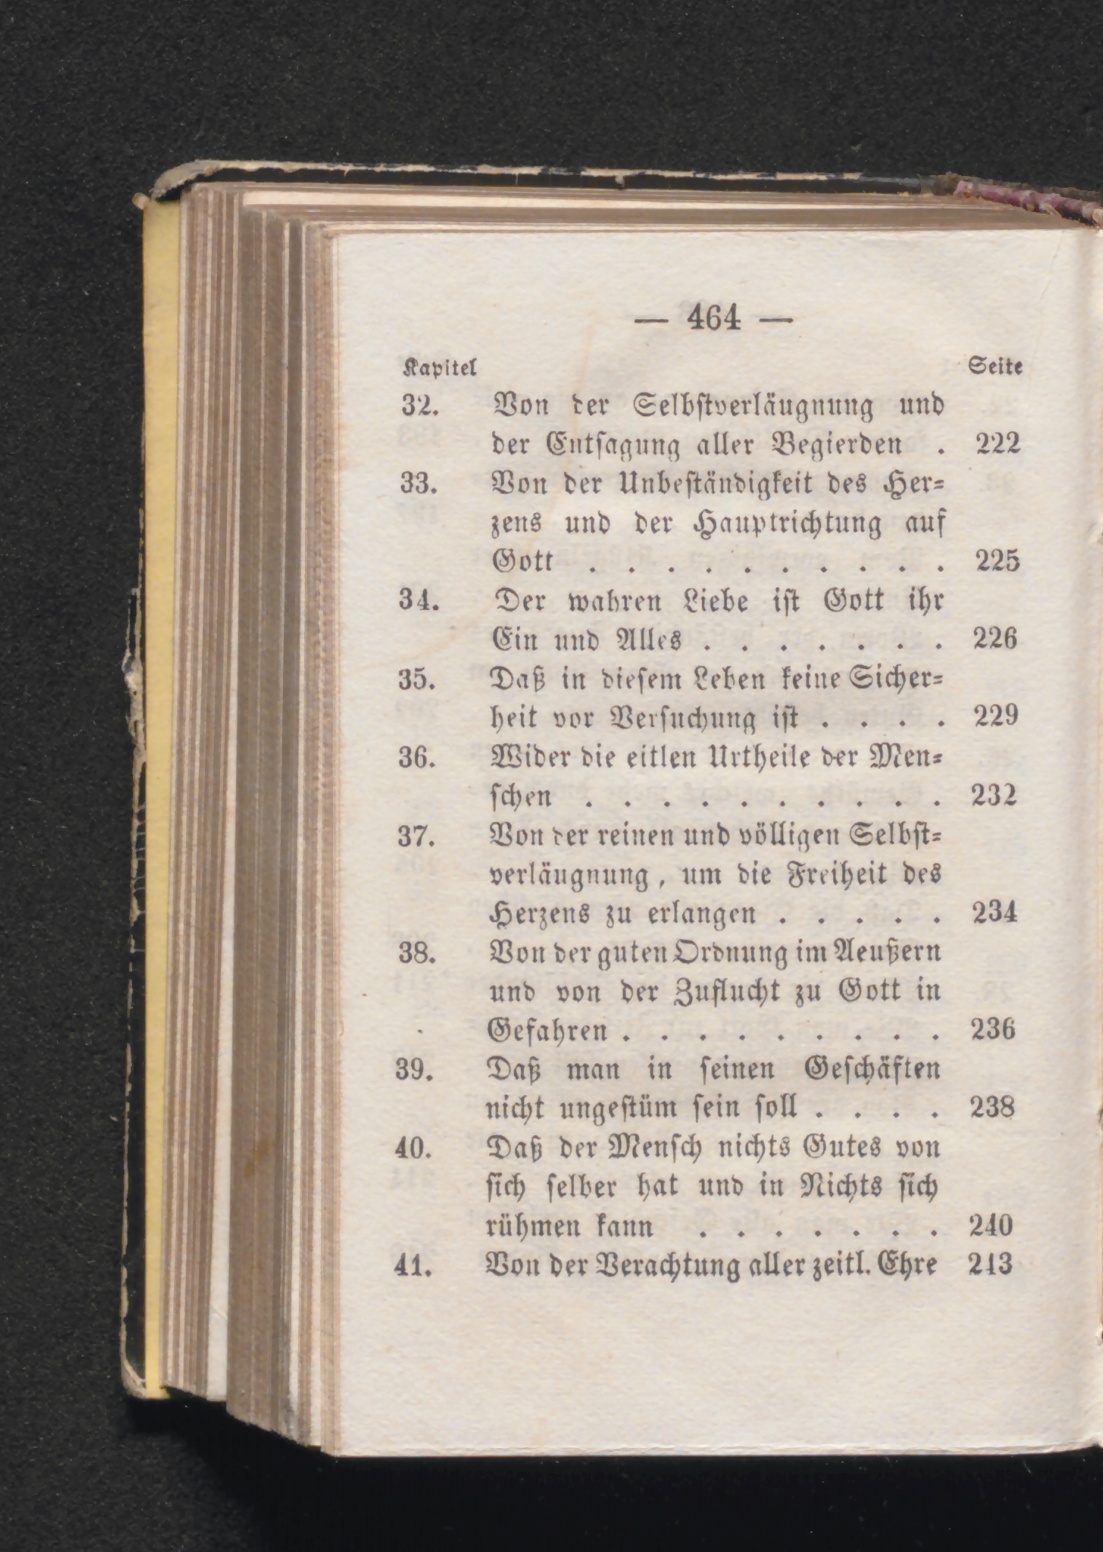 — 464 —
Kapitel Seite
32. Von der Selbstverläugnung und
der Entsagung aller Begierden . 222
33. Von der Unbeständigkeit des Her=
zens und der Hauptrichtung auf
Gott . . . . . . . . . . 225
34. Der wahren Liebe ist Gott ihr
Ein und Alles . . . . . . . 226
35. Daß in diesem Leben keine Sicher=
heit vor Versuchung ist . . . . 229
36. Wider die eitlen Urtheile der Men=
schen . . . . . . . . . . 232
37. Von der reinen und völligen Selbst=
verläugnung, um die Freiheit des
Herzens zu erlangen . . . . . 234
38. Von der guten Ordnung im Aeußern
und von der Zuflucht zu Gott in
Gefahren . . . . . . . . . 236
39. Daß man in seinen Geschäften
nicht ungestüm sein soll . . . . 238
40. Daß der Mensch nichts Gutes von
sich selber hat und in Nichts sich
rühmen kann . . . . . . . 240
41. Von der Verachtung aller zeitl. Ehre 243